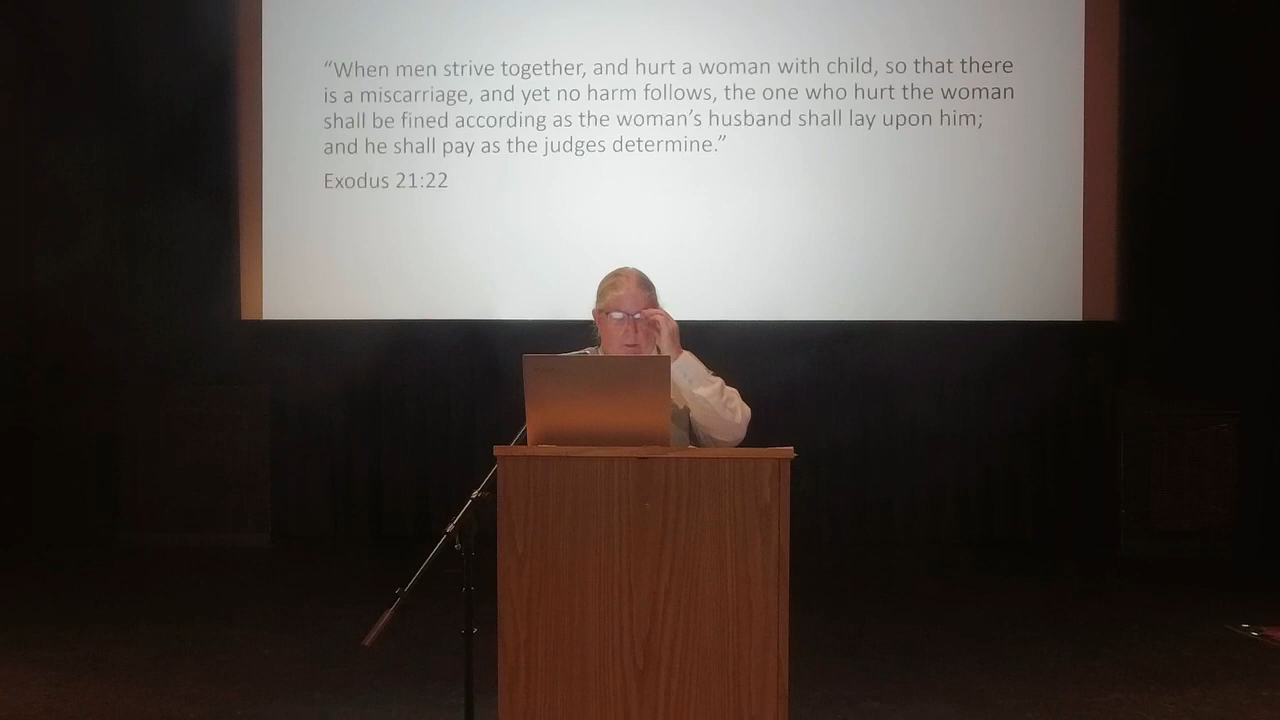 “When men strive together, and hurt a woman with child, so that there
is a miscarriage, and yet no harm follows, the one who hurt the woman
shall be fined according as the woman’s husband shall lay upon him;
and he shall pay as the judges determine.”
Exodus 21:22